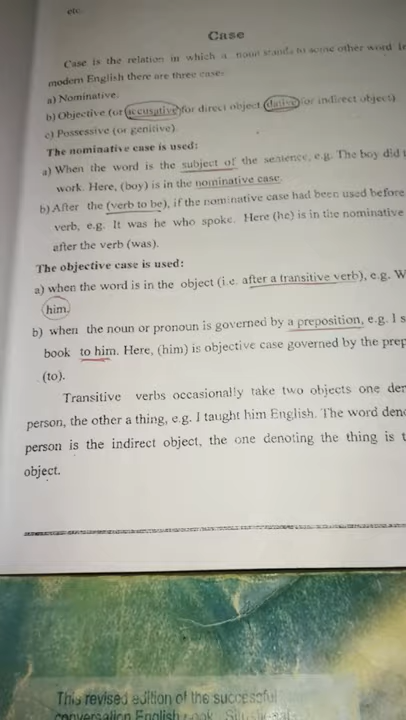 etc.
Case
Case is the relation in which a noun stands to some other word
modern English there are three case:
a) Nominative.
b) Objective (or accusative for direct object (dative) for indirect object).
c) Possessive (or genitive).
The nominative case is used:
a) When the word is the subject of the sentence, e.g. The boy did
work. Here, (boy) is in the nominative case.
b) After the (verb to be), if the nominative case had been used before
verb, e.g. It was he who spoke. Here (he) is in the nominative
after the verb (was).
The objective case is used:
a) when the word is in the object (i.e. after a transitive verb), e.g. W
him.
b) when the noun or pronoun is governed by a preposition, e.g. I s
book to him. Here, (him) is objective case governed by the prep
(to).
Transitive verbs occasionally take two objects one der
person, the other a thing, e.g. I taught him English. The word deno
person is the indirect object, the one denoting the thing is t
object.
This revised edition of the successful
conversation English book